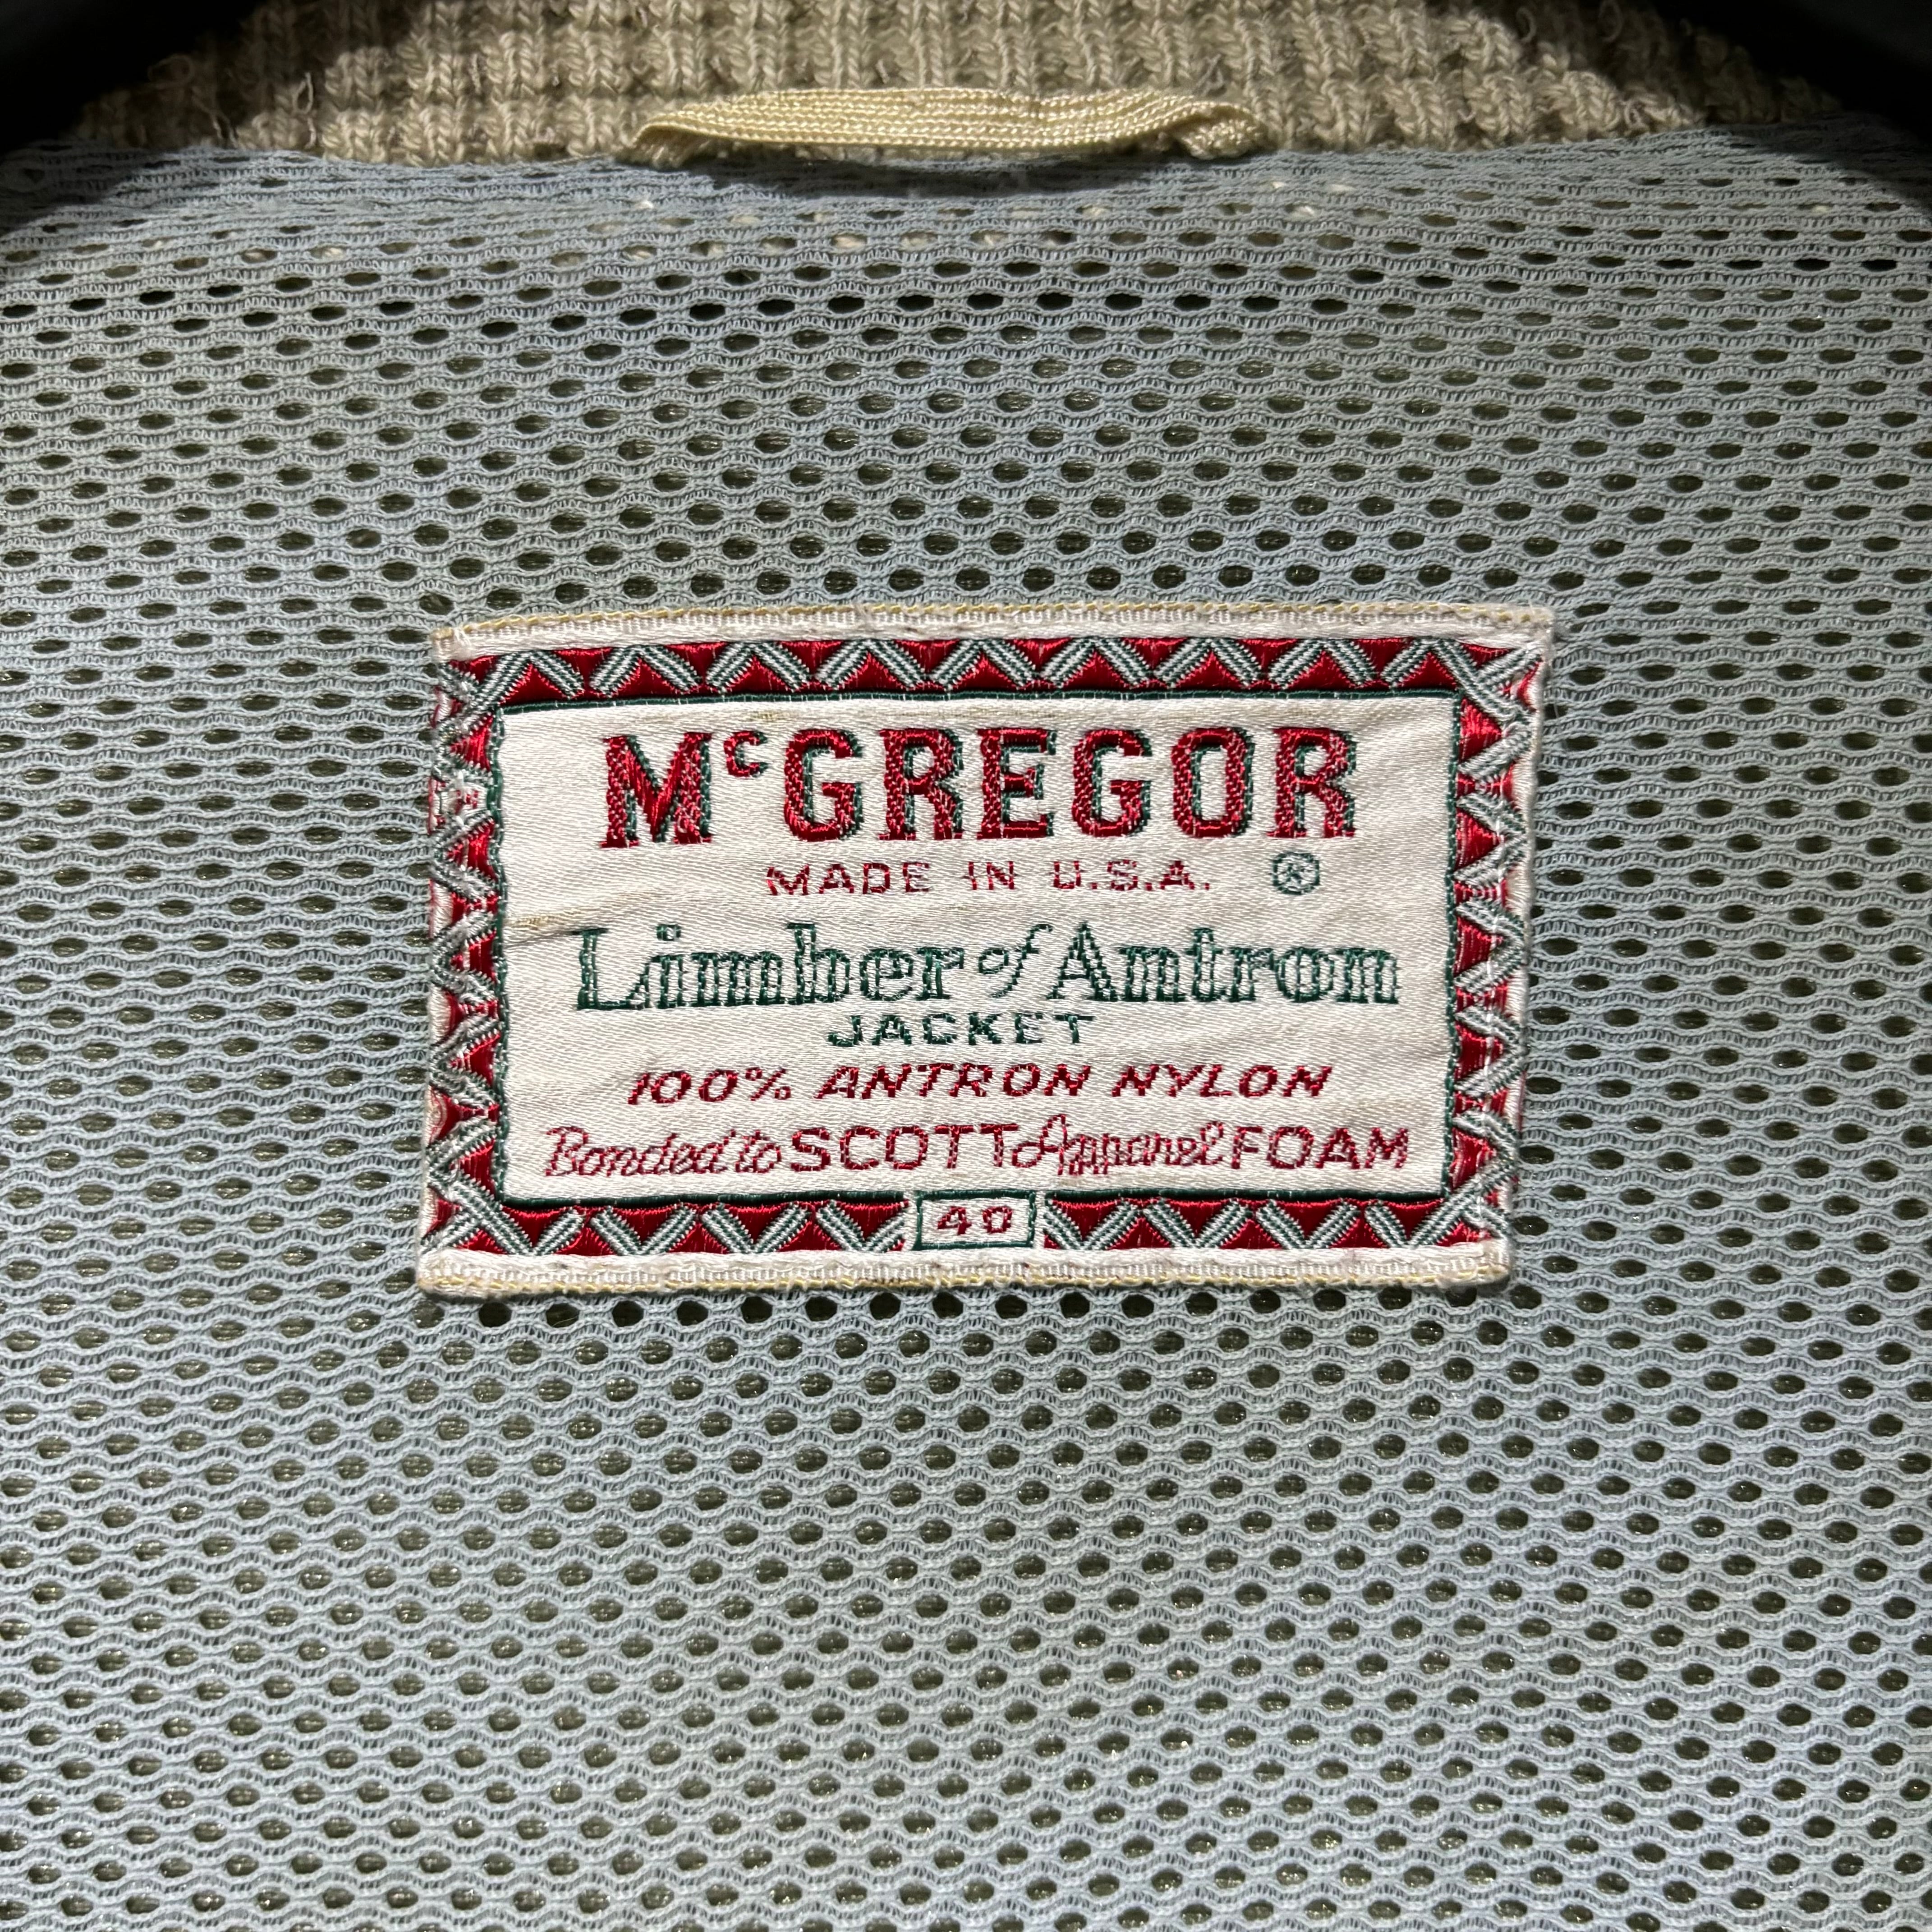 McGREGOR
MADE IN U.S.A. ®
Limber of Antron
JACKET
100% ANTRON NYLON
Bonded to SCOTT Apparel FOAM
40